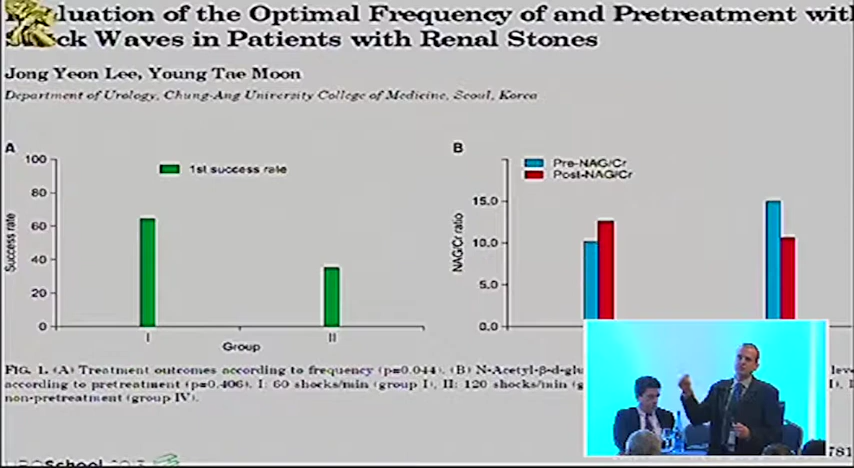 of the Optimal Frequency of and Pretreatment with
Waves in Patients with Renal Stones
Jong Yeon Lee, Young Tae Moon
Department of Urology, Chung-Ang University College of Medicine, Seoul, Korea
A
1st success rate
100
80
60
40
20
0
Success rate
I
II
Group
B
Pre-NAG/Cr
Post-NAG/Cr
15.0
10.0
5.0
0.0
NAG/Cr ratio
FIG. 1. (A) Treatment outcomes according to frequency (p=0.044). (B) N-Acetyl-β-d-glu
according to pretreatment (p=0.406). I: 60 shocks/min (group I), II: 120 shocks/min
non-pretreatment (group IV).